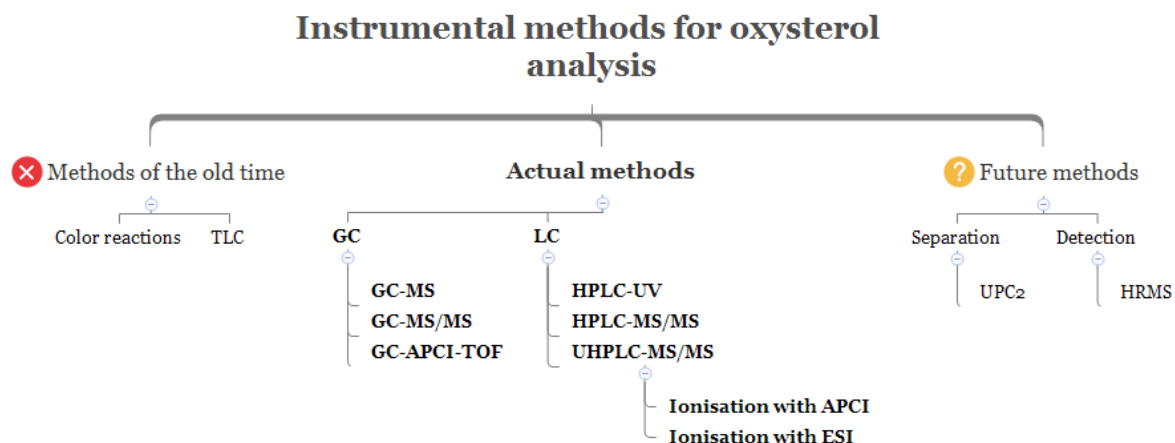 Instrumental methods for oxysterol
analysis
Methods of the old time
Actual methods
Future methods
Color reactions
TLC
GC
LC
Separation
Detection
GC-MS
GC-MS/MS
GC-APCI-TOF
HPLC-UV
HPLC-MS/MS
UHPLC-MS/MS
Ionisation with APCI
Ionisation with ESI
UPC2
HRMS